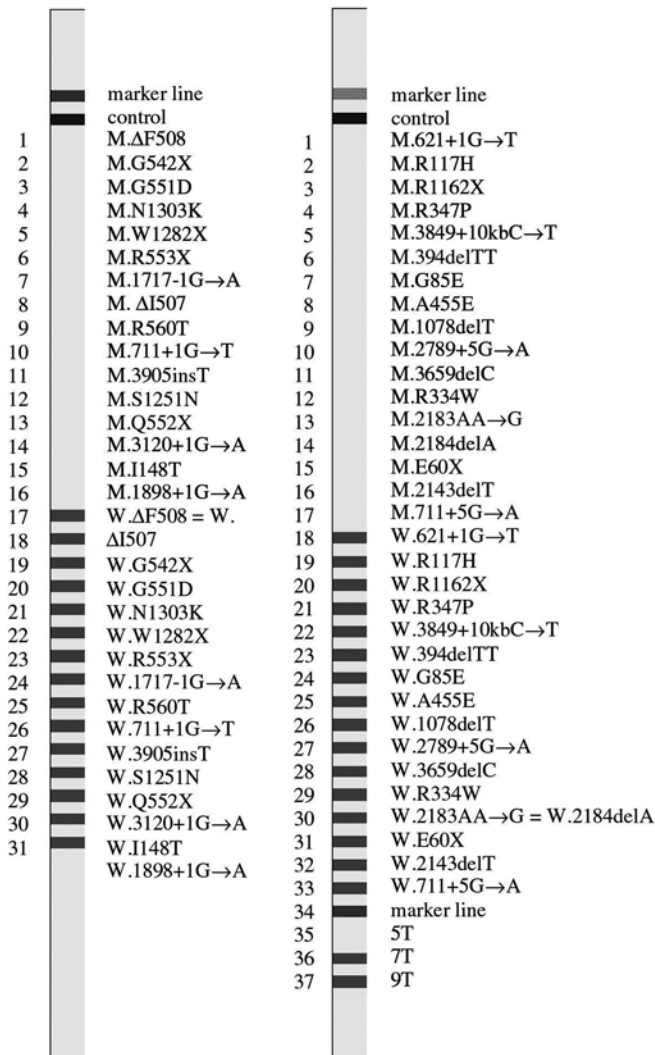 marker line
control
1 M.ΔF508
2 M.G542X
3 M.G551D
4 M.N1303K
5 M.W1282X
6 M.R553X
7 M.1717-1G→A
8 M. ΔI507
9 M.R560T
10 M.711+1G→T
11 M.3905insT
12 M.S1251N
13 M.Q552X
14 M.3120+1G→A
15 M.I148T
16 M.1898+1G→A
17 W.ΔF508 = W.
18 ΔI507
19 W.G542X
20 W.G551D
21 W.N1303K
22 W.W1282X
23 W.R553X
24 W.1717-1G→A
25 W.R560T
26 W.711+1G→T
27 W.3905insT
28 W.S1251N
29 W.Q552X
30 W.3120+1G→A
31 W.I148T
W.1898+1G→A
marker line
control
1 M.621+1G→T
2 M.R117H
3 M.R1162X
4 M.R347P
5 M.3849+10kbC→T
6 M.394delTT
7 M.G85E
8 M.A455E
9 M.1078delT
10 M.2789+5G→A
11 M.3659delC
12 M.R334W
13 M.2183AA→G
14 M.2184delA
15 M.E60X
16 M.2143delT
17 M.711+5G→A
18 W.621+1G→T
19 W.R117H
20 W.R1162X
21 W.R347P
22 W.3849+10kbC→T
23 W.394delTT
24 W.G85E
25 W.A455E
26 W.1078delT
27 W.2789+5G→A
28 W.3659delC
29 W.R334W
30 W.2183AA→G = W.2184delA
31 W.E60X
32 W.2143delT
33 W.711+5G→A
34 marker line
35 5T
36 7T
37 9T